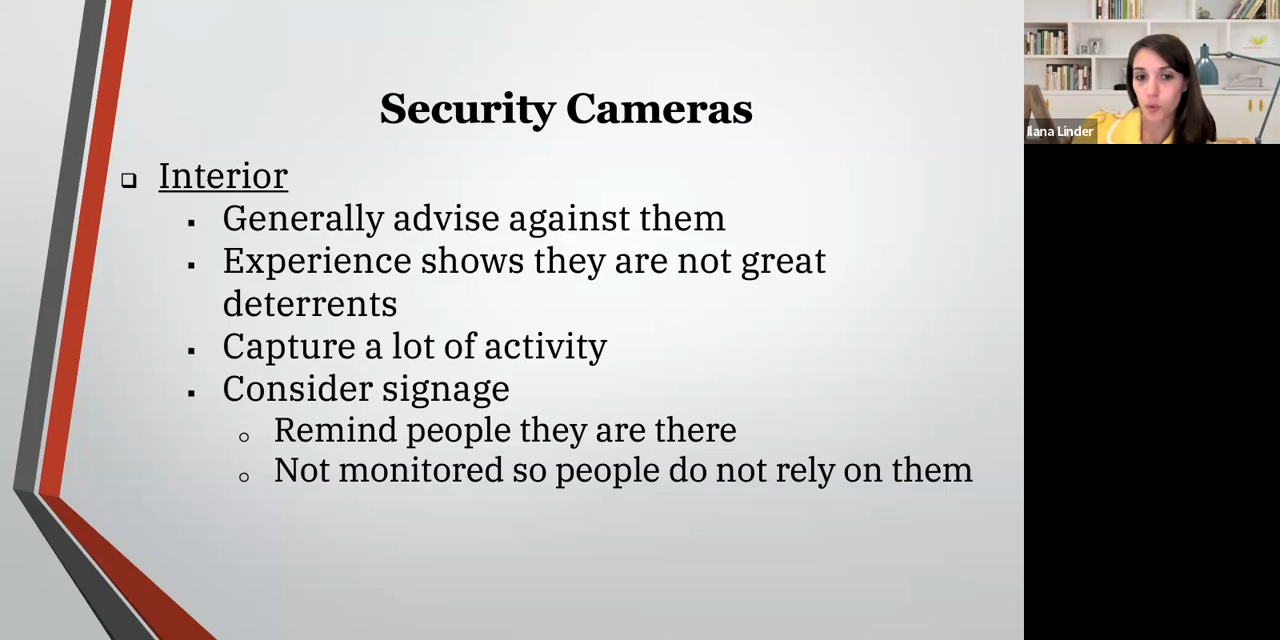 Security Cameras
Interior
Generally advise against them
Experience shows they are not great
deterrents
Capture a lot of activity
Consider signage
Remind people they are there
Not monitored so people do not rely on them
Ilana Linder